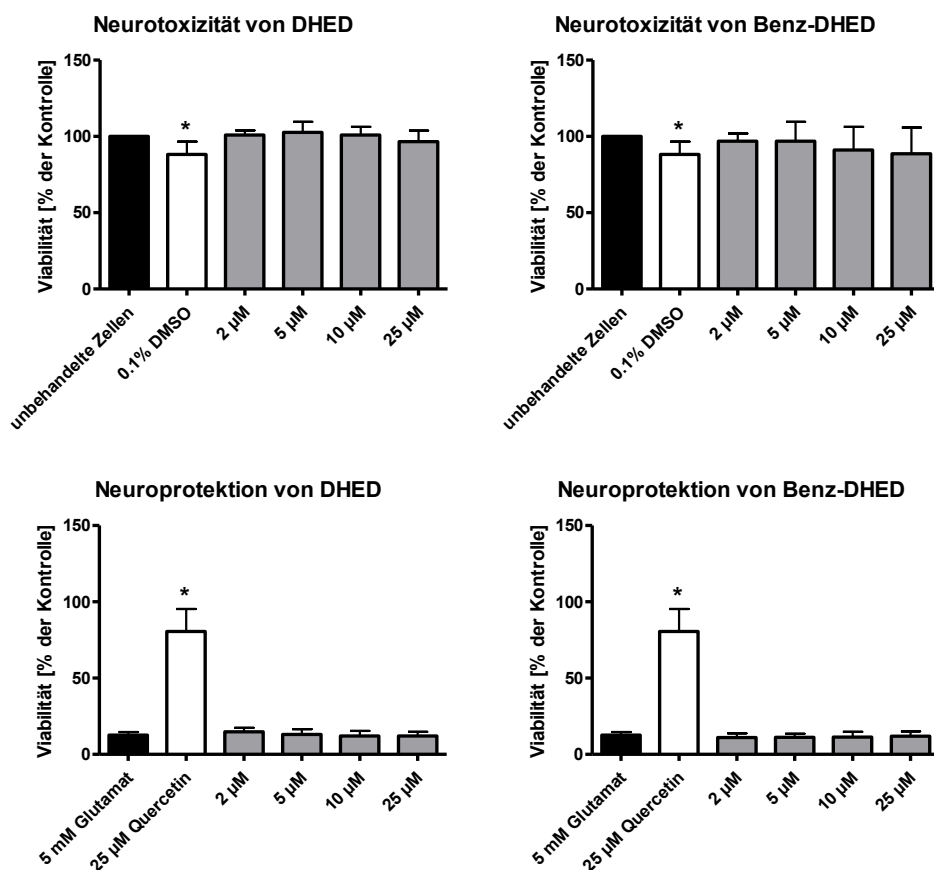 Neurotoxizität von DHED
Viabilität [% der Kontrolle]
150
100
50
0
*
unbehandelte Zellen
0.1% DMSO
2 µM
5 µM
10 µM
25 µM
Neurotoxizität von Benz-DHED
Viabilität [% der Kontrolle]
150
100
50
0
*
unbehandelte Zellen
0.1% DMSO
2 µM
5 µM
10 µM
25 µM
Neuroprotektion von DHED
Viabilität [% der Kontrolle]
150
100
50
0
*
5 mM Glutamat
25 µM Quercetin
2 µM
5 µM
10 µM
25 µM
Neuroprotektion von Benz-DHED
Viabilität [% der Kontrolle]
150
100
50
0
*
5 mM Glutamat
25 µM Quercetin
2 µM
5 µM
10 µM
25 µM